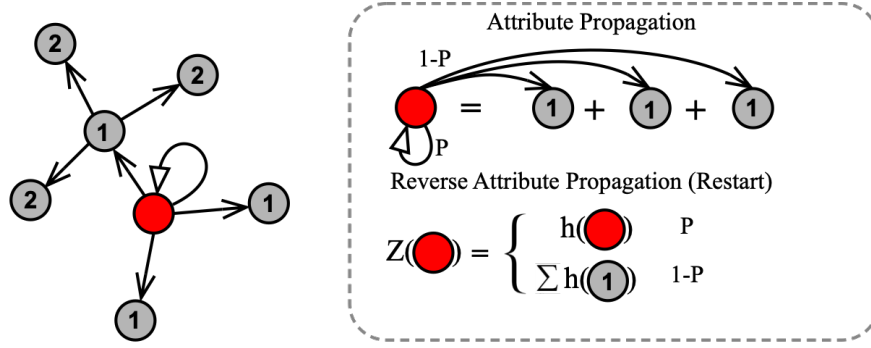 2
2
1
2
1
1
Attribute Propagation
1-P
= 1 + 1 + 1
P
Reverse Attribute Propagation (Restart)
Z( ) = { h( ) P
∑ h( 1 ) 1-P